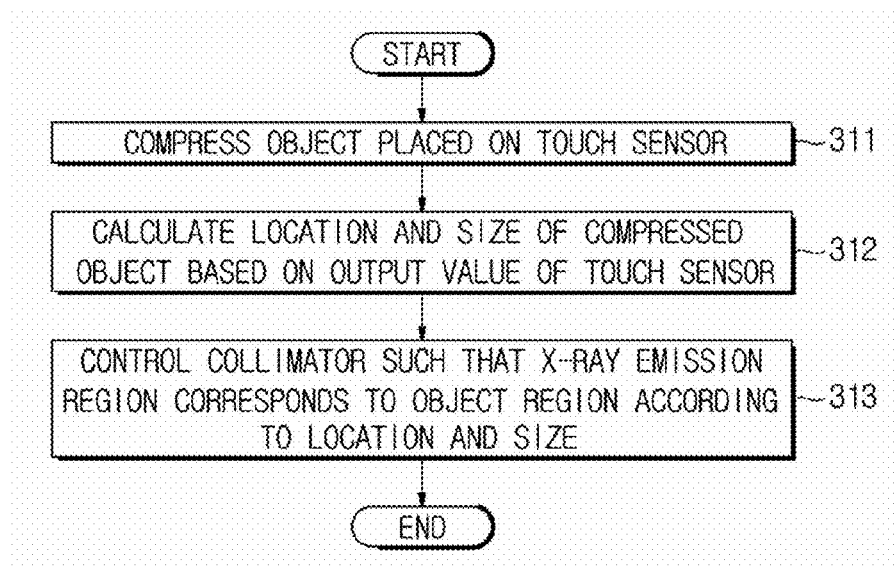 START
COMPRESS OBJECT PLACED ON TOUCH SENSOR
311
CALCULATE LOCATION AND SIZE OF COMPRESSED
OBJECT BASED ON OUTPUT VALUE OF TOUCH SENSOR
312
CONTROL COLLIMATOR SUCH THAT X-RAY EMISSION
REGION CORRESPONDS TO OBJECT REGION ACCORDING
TO LOCATION AND SIZE
313
END